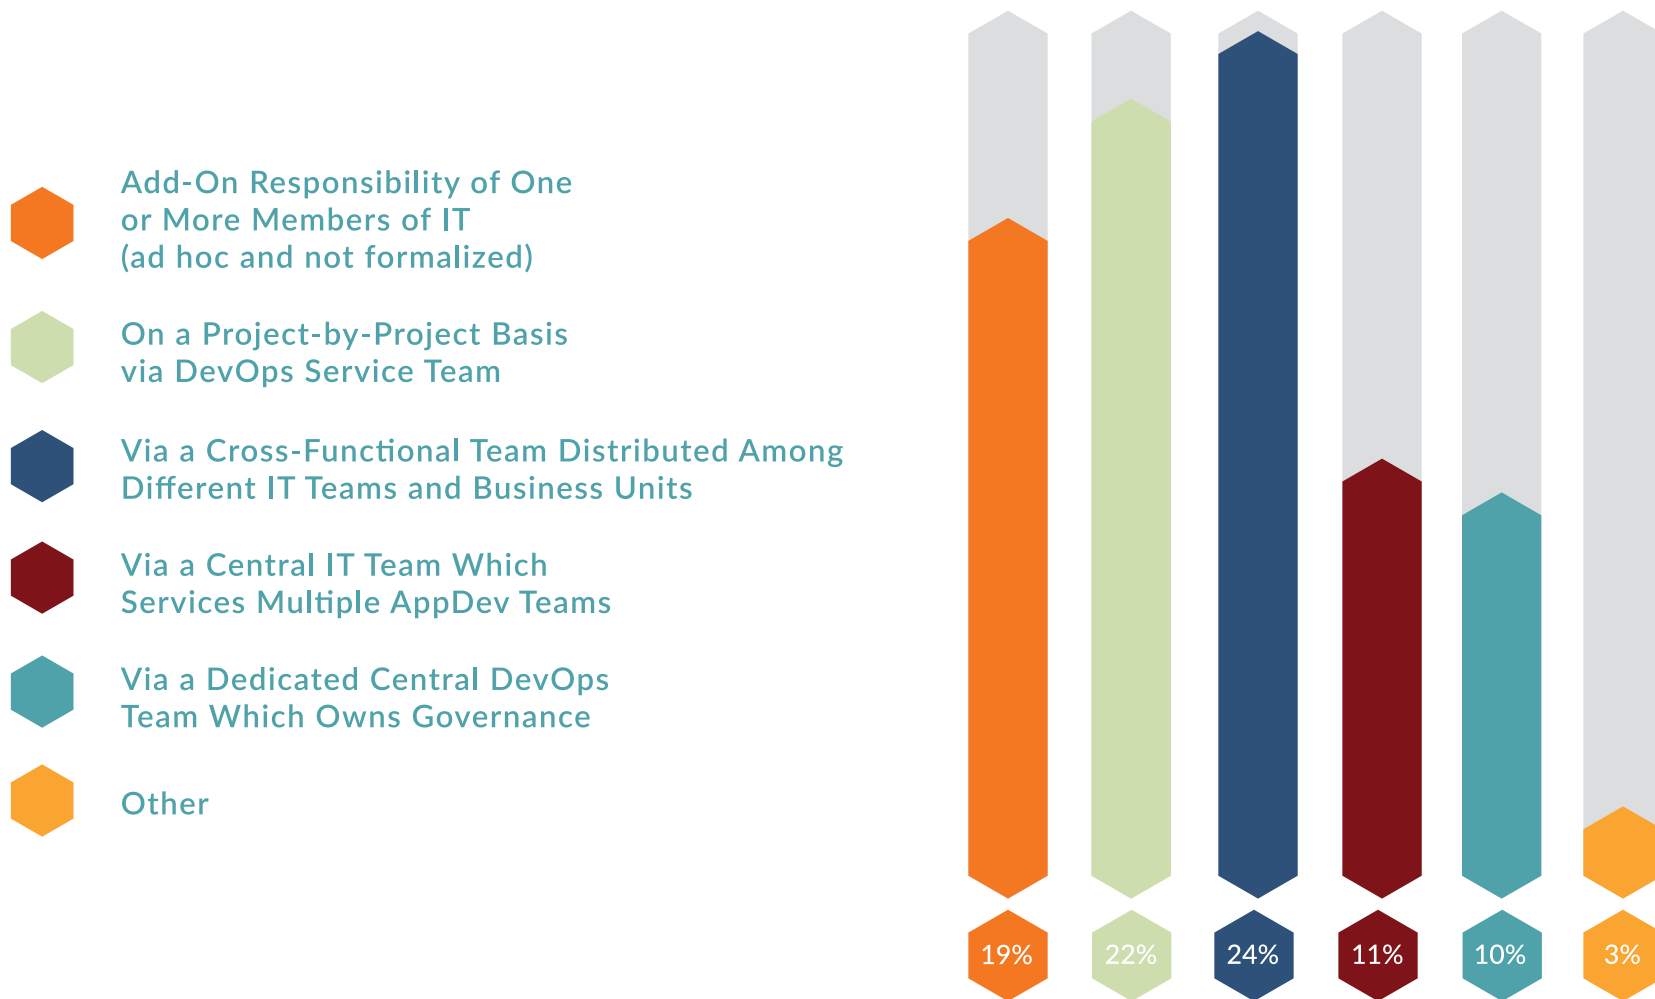 Add-On Responsibility of One
or More Members of IT
(ad hoc and not formalized)
On a Project-by-Project Basis
via DevOps Service Team
Via a Cross-Functional Team Distributed Among
Different IT Teams and Business Units
Via a Central IT Team Which
Services Multiple AppDev Teams
Via a Dedicated Central DevOps
Team Which Owns Governance
Other
19% 22% 24% 11% 10% 3%